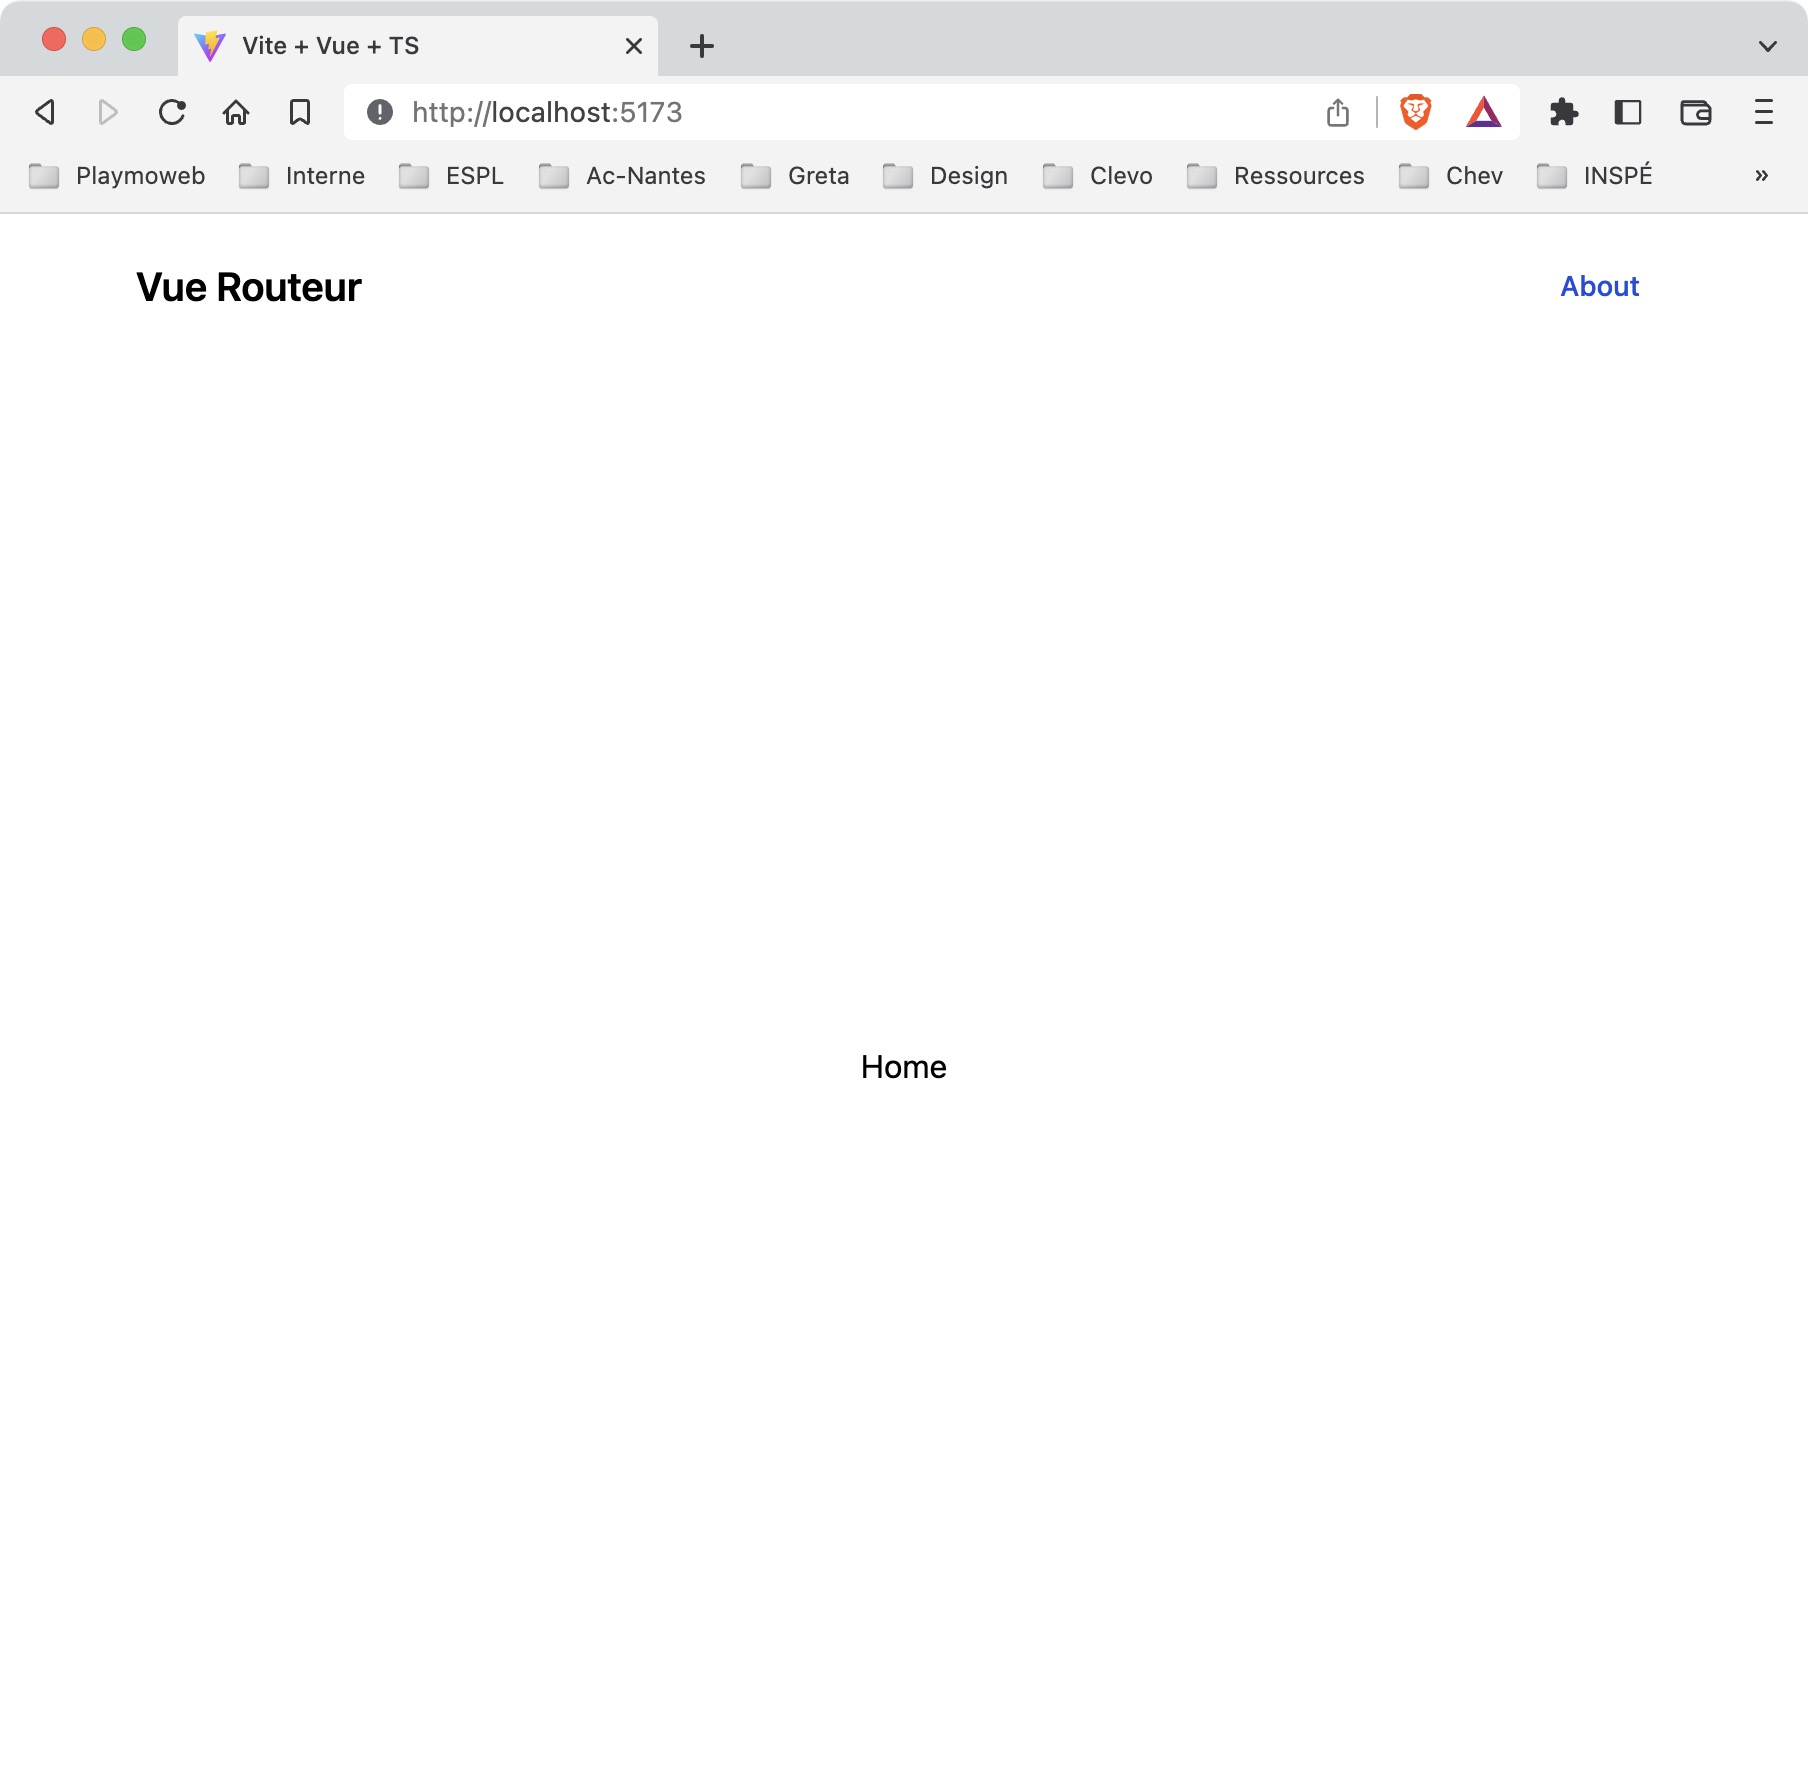 Vite + Vue + TS
http://localhost:5173
Playmoweb Interne ESPL Ac-Nantes Greta Design Clevo Ressources Chev INSPÉ »
Vue Routeur About
Home